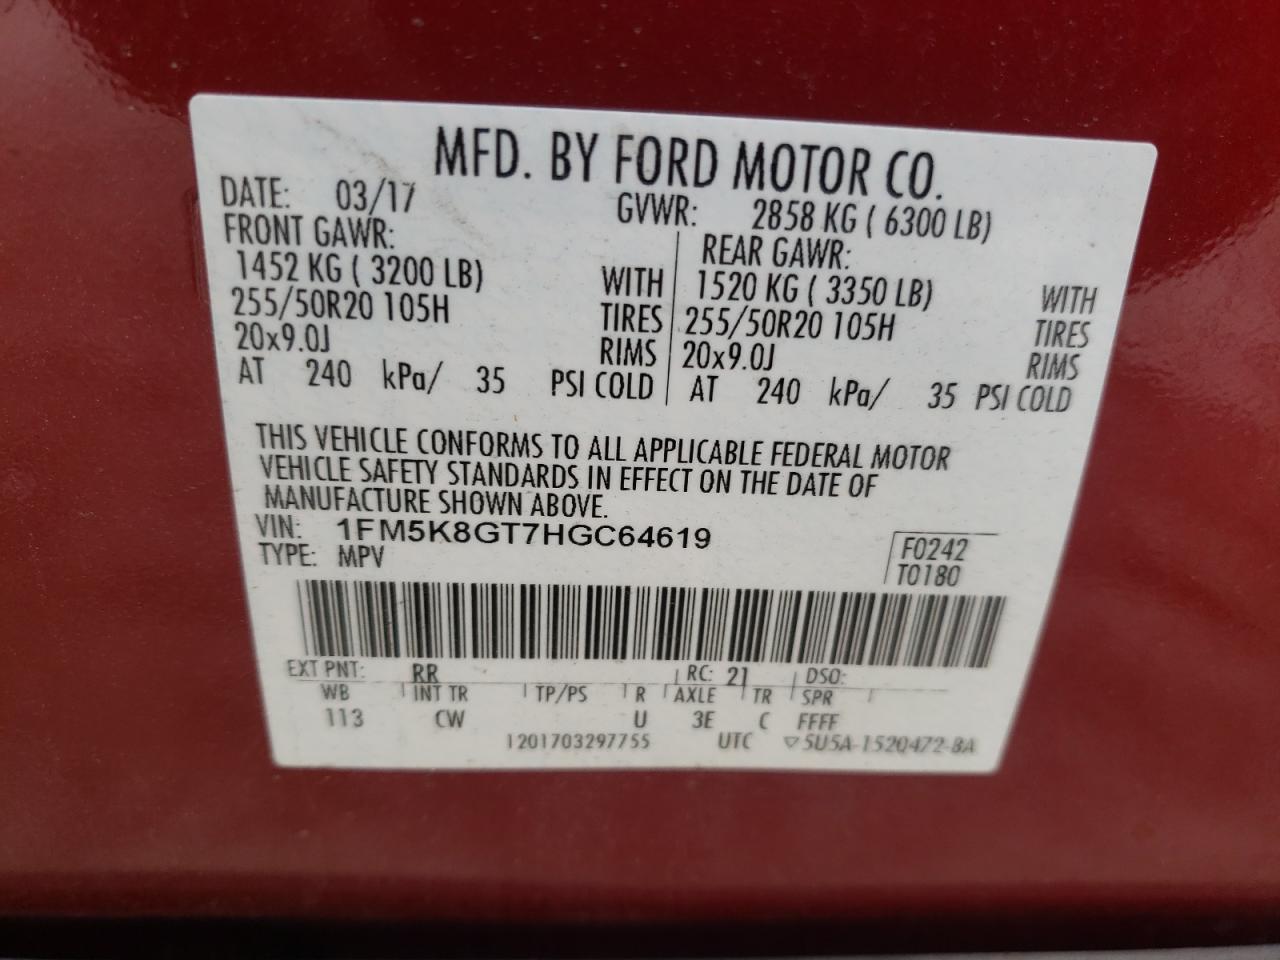 MFD. BY FORD MOTOR CO.
DATE: 03/17 GVWR: 2858 KG ( 6300 LB)
FRONT GAWR: REAR GAWR:
1452 KG ( 3200 LB) WITH 1520 KG ( 3350 LB) WITH
255/50R20 105H TIRES 255/50R20 105H TIRES
20x9.0J RIMS 20x9.0J RIMS
AT 240 kPa/ 35 PSI COLD AT 240 kPa/ 35 PSI COLD
THIS VEHICLE CONFORMS TO ALL APPLICABLE FEDERAL MOTOR
VEHICLE SAFETY STANDARDS IN EFFECT ON THE DATE OF
MANUFACTURE SHOWN ABOVE.
VIN: 1FM5K8GT7HGC64619 F0242
TYPE: MPV T0180
EXT PNT: RR RC: 21 DSO:
WB INT TR TP/PS R AXLE TR SPR
113 CW U 3E C FFFF
1201703297755 UTC ▽5U5A-1520472-BA